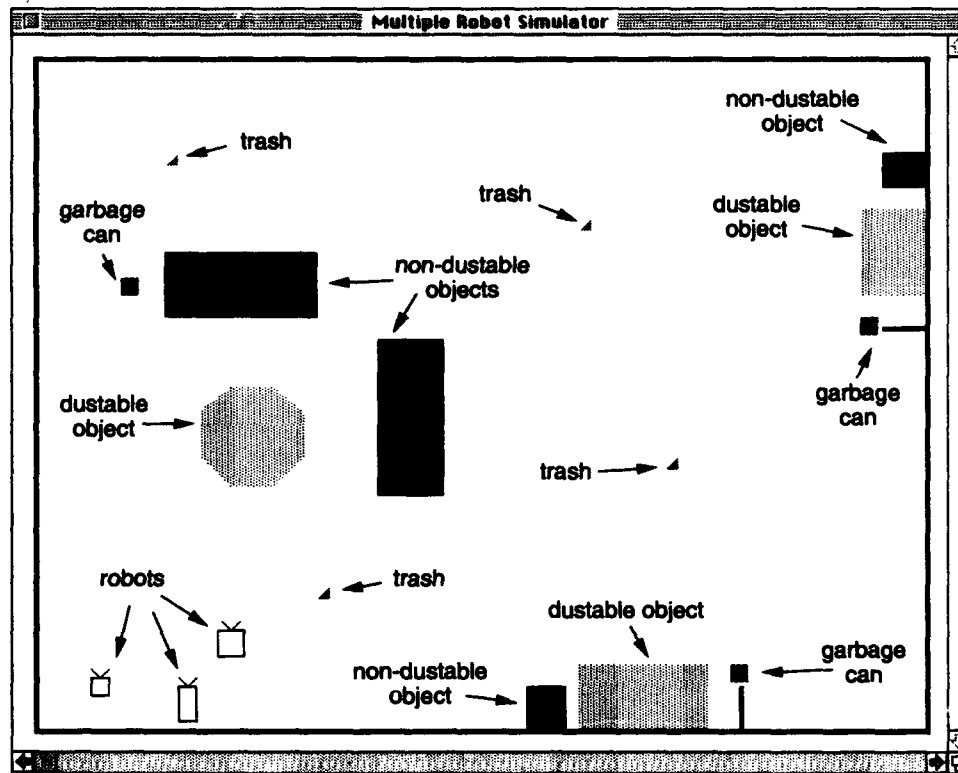 Multiple Robot Simulator
non-dustable
object
trash
trash
garbage
can
dustable
object
non-dustable
objects
dustable
object
garbage
can
trash
robots
trash
dustable object
non-dustable
object
garbage
can